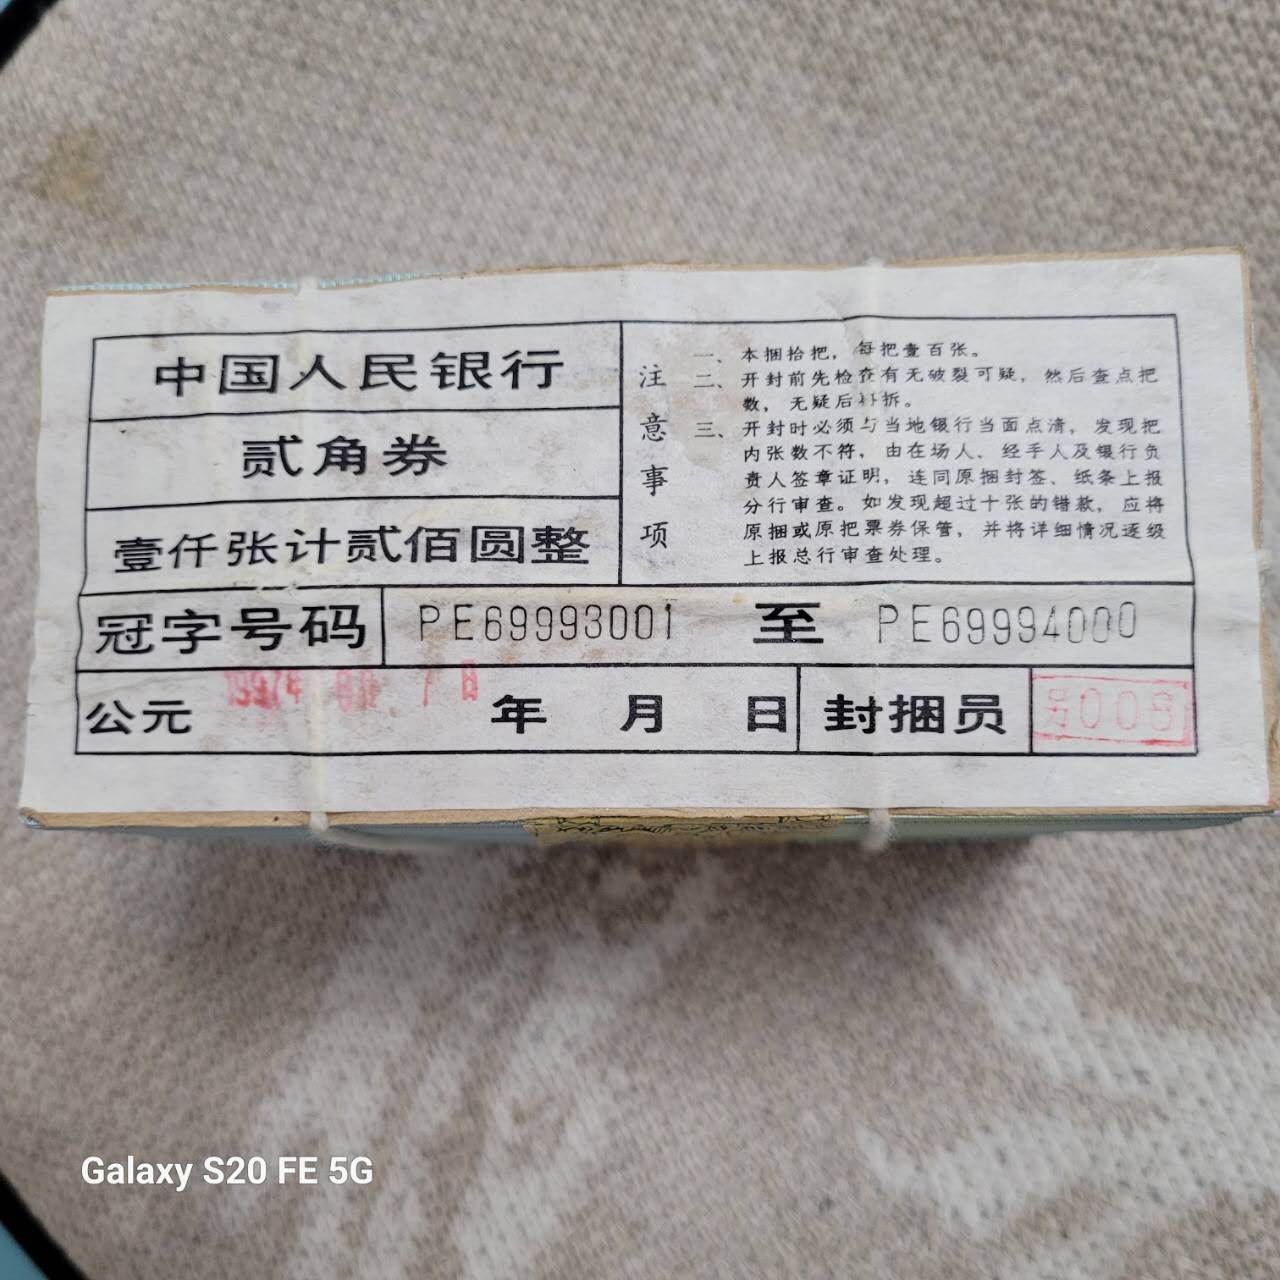 中国人民银行
贰角券
壹仟张计贰佰圆整
注意事项
一、本捆拾把，每把壹百张。
二、开封前先检查有无破裂可疑，然后查点把
数，无疑后再拆。
三、开封时必须与当地银行当面点清，发现把
内张数不符，由在场人、经手人及银行负
责人签章证明，连同原捆封签、纸条上报
分行审查。如发现超过十张的错款，应将
原捆或原把票券保管，并将详细情况逐级
上报总行审查处理。
冠字号码 PE69993001 至 PE69994000
公元 年 月 日 封捆员
Galaxy S20 FE 5G